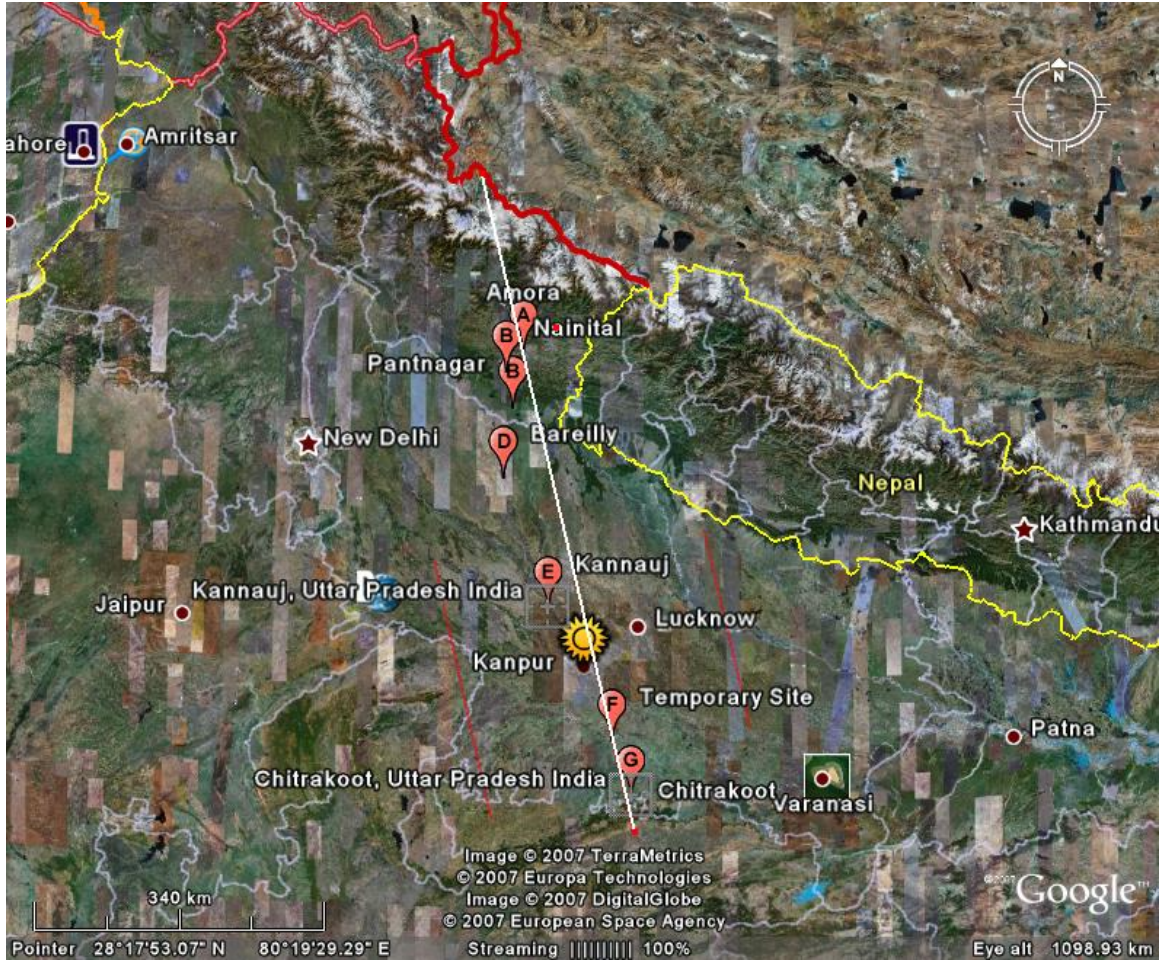 N
ahore
Amritsar
Amora
A
B
Nainital
Pantnagar
B
New Delhi
D
Bareilly
Nepal
Kathmandu
E
Kannauj
Jaipur
Kannauj, Uttar Pradesh India
Lucknow
Kanpur
F
Temporary Site
Patna
G
Chitrakoot, Uttar Pradesh India
Chitrakoot
Varanasi
Image © 2007 TerraMetrics
© 2007 Europa Technologies
Image © 2007 DigitalGlobe
© 2007 European Space Agency
340 km
©2007 Google™
Pointer 28°17'53.07" N 80°19'29.29" E Streaming |||||||||| 100% Eye alt 1098.93 km